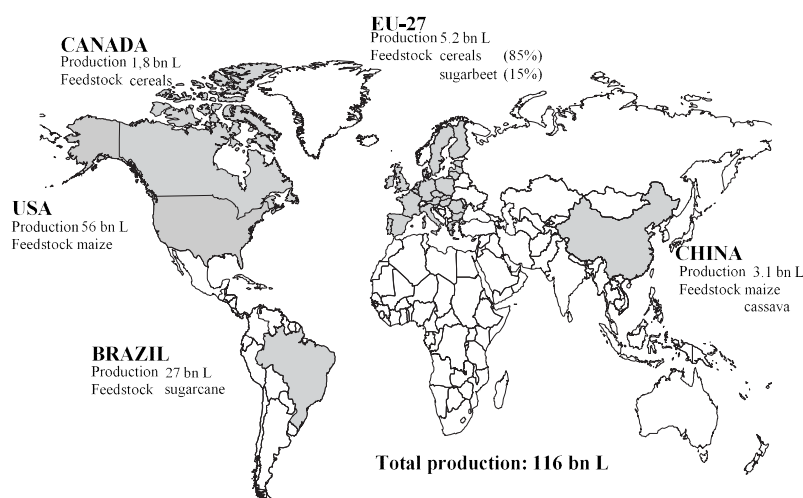 EU-27
Production 5.2 bn L
Feedstock cereals (85%)
sugarbeet (15%)
CANADA
Production 1,8 bn L
Feedstock cereals
USA
Production 56 bn L
Feedstock maize
CHINA
Production 3.1 bn L
Feedstock maize
cassava
BRAZIL
Production 27 bn L
Feedstock sugarcane
Total production: 116 bn L